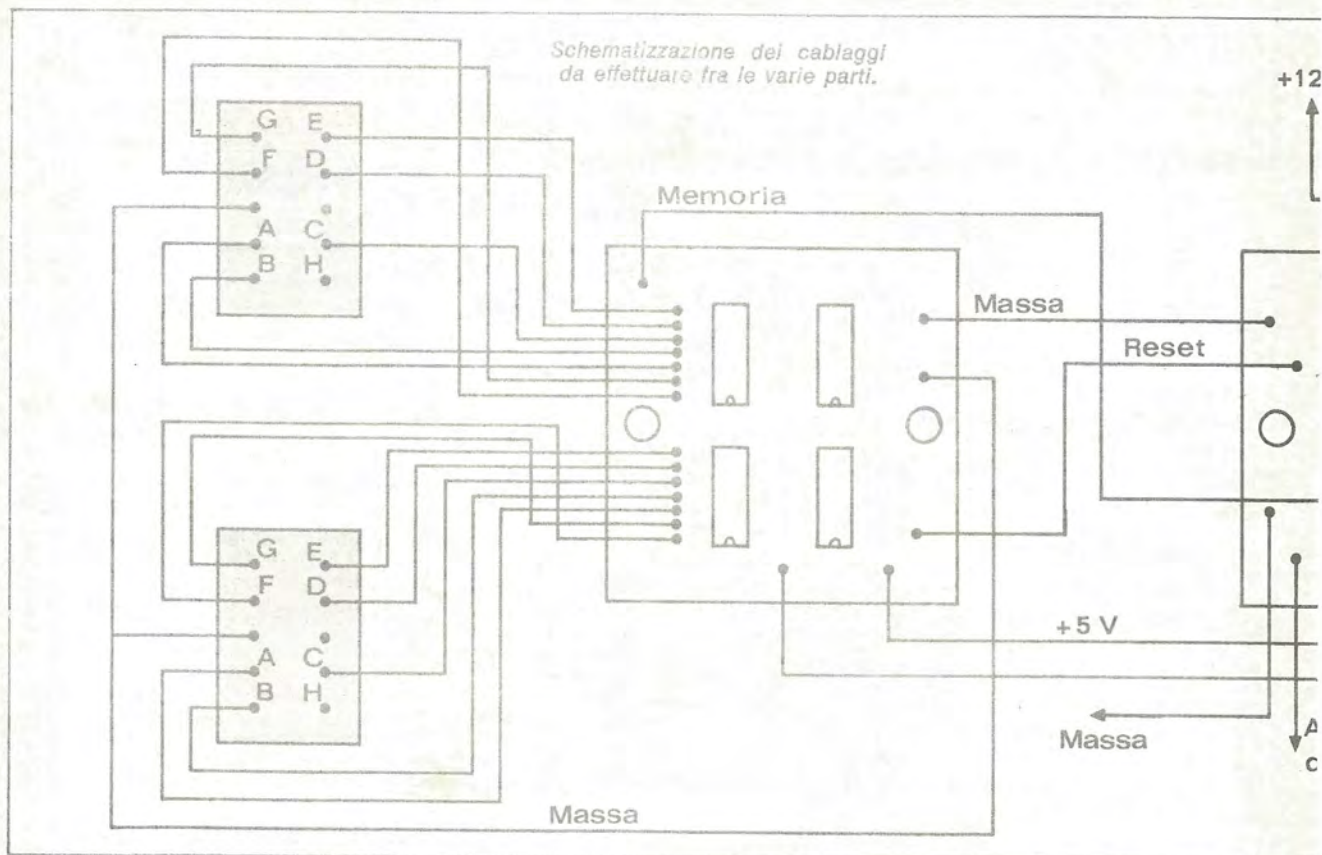 Schematizzazione dei cablaggi
da effettuare fra le varie parti.
+12
G E
F D
A C
B H
Memoria
Massa
Reset
G E
F D
A C
B H
+5 V
Massa
A
C
Massa